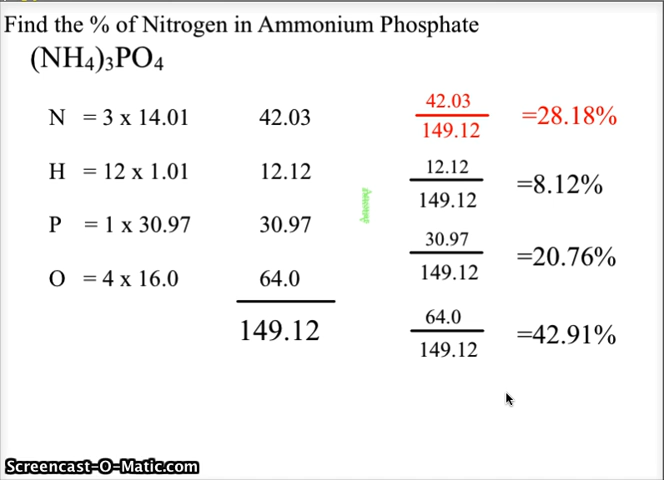 Find the % of Nitrogen in Ammonium Phosphate
(NH4)3PO4
N = 3 x 14.01 42.03
H = 12 x 1.01 12.12
P = 1 x 30.97 30.97
O = 4 x 16.0 64.0
149.12
42.03
149.12
=28.18%
12.12
149.12
=8.12%
30.97
149.12
=20.76%
64.0
149.12
=42.91%
Screencast-O-Matic.com